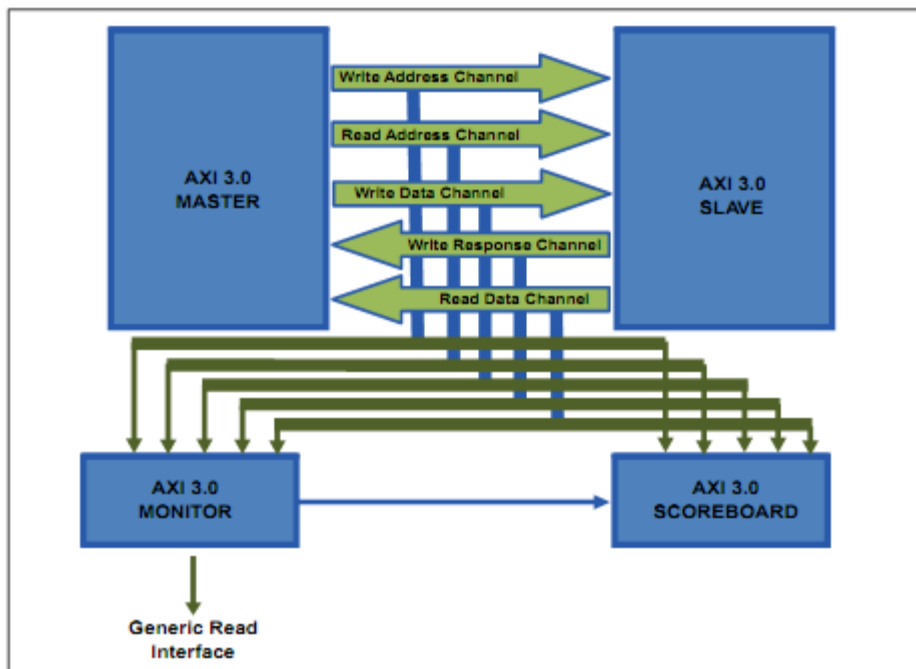 AXI 3.0
MASTER
Write Address Channel
Read Address Channel
Write Data Channel
Write Response Channel
Read Data Channel
AXI 3.0
SLAVE
AXI 3.0
MONITOR
AXI 3.0
SCOREBOARD
Generic Read
Interface